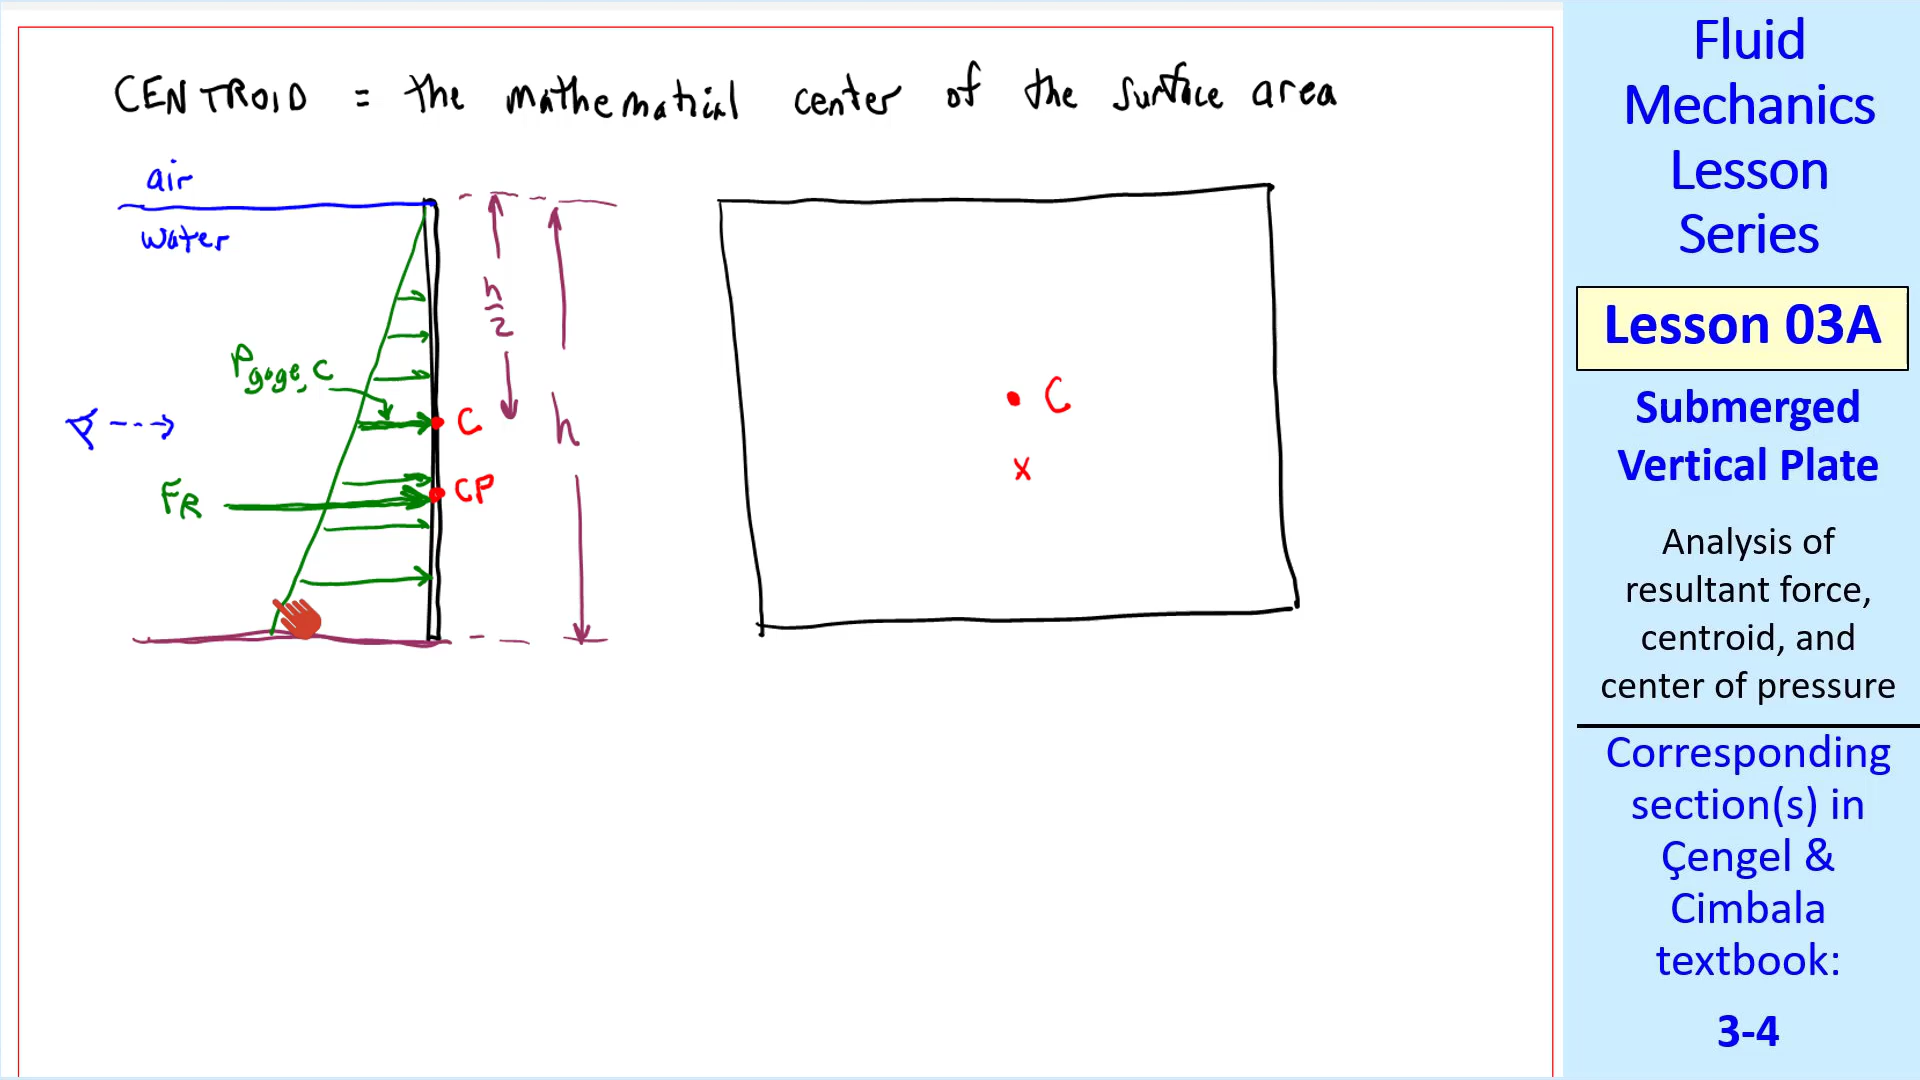 CENTROID = the mathematical center of the surface area
air
water
h/2
P gage, C
C
h
FR
CP
C
x
Fluid
Mechanics
Lesson
Series
Lesson 03A
Submerged
Vertical Plate
Analysis of
resultant force,
centroid, and
center of pressure
Corresponding
section(s) in
Çengel &
Cimbala
textbook:
3-4